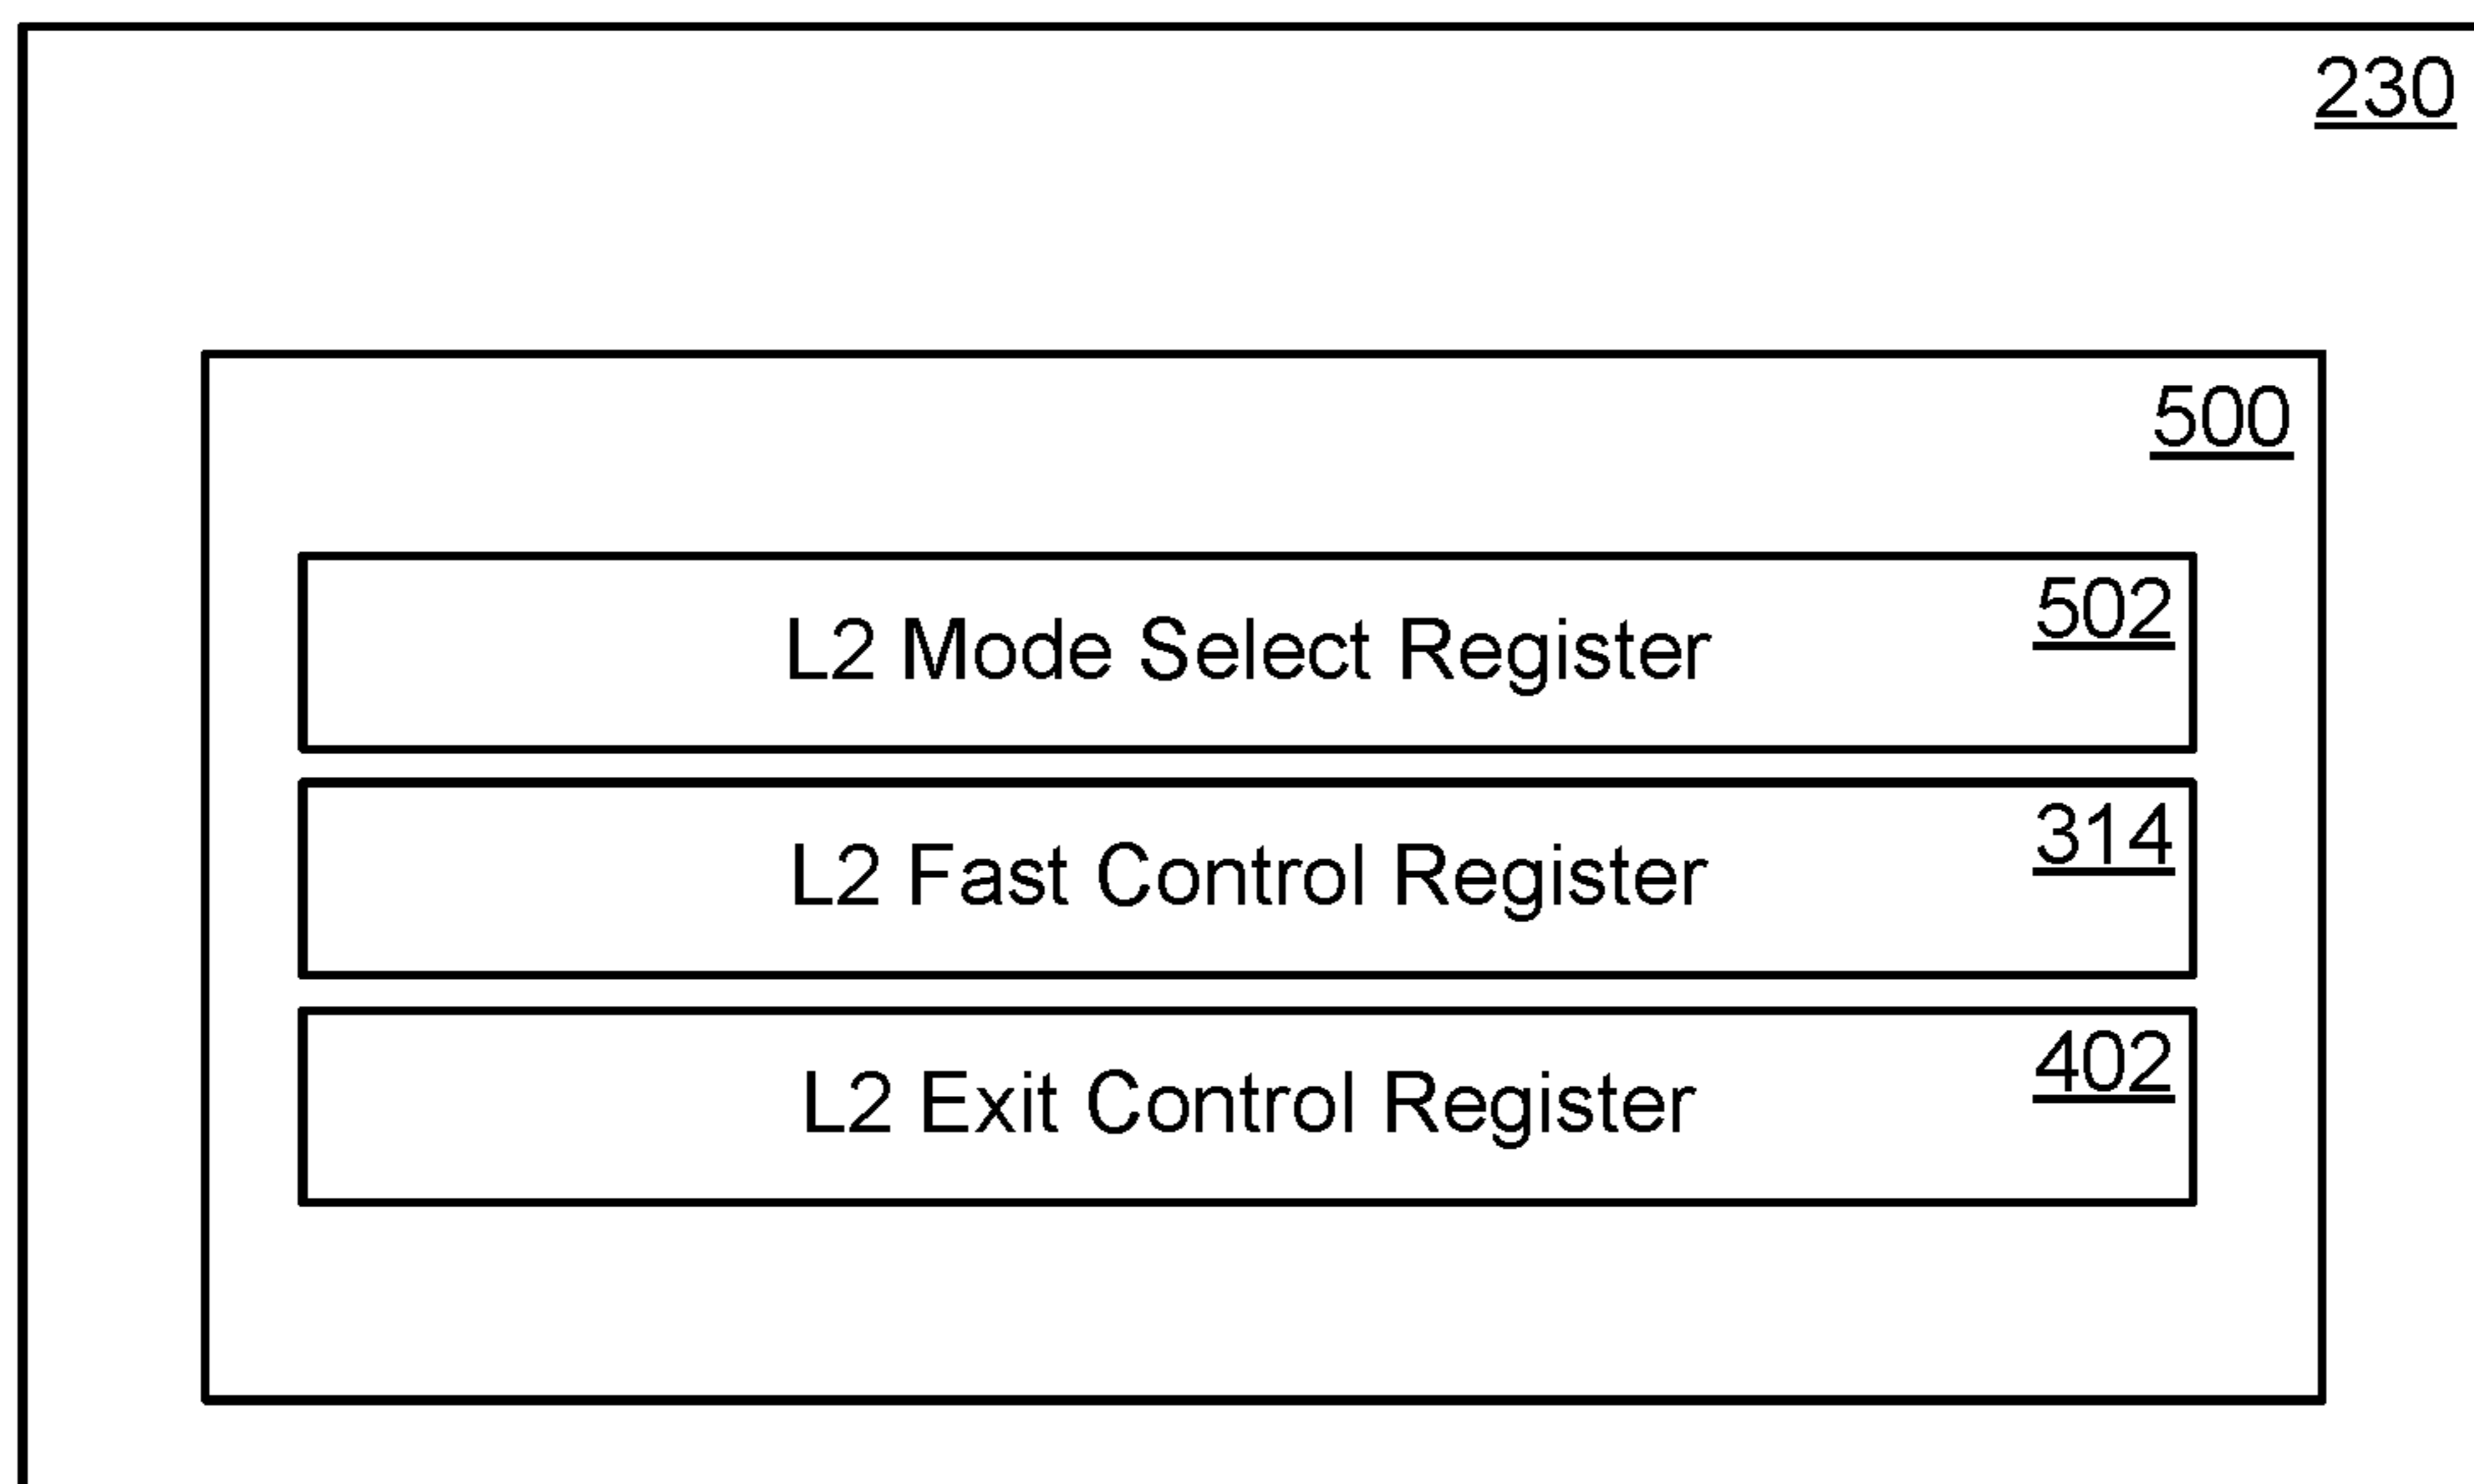 230
500
502
L2 Mode Select Register
314
L2 Fast Control Register
402
L2 Exit Control Register